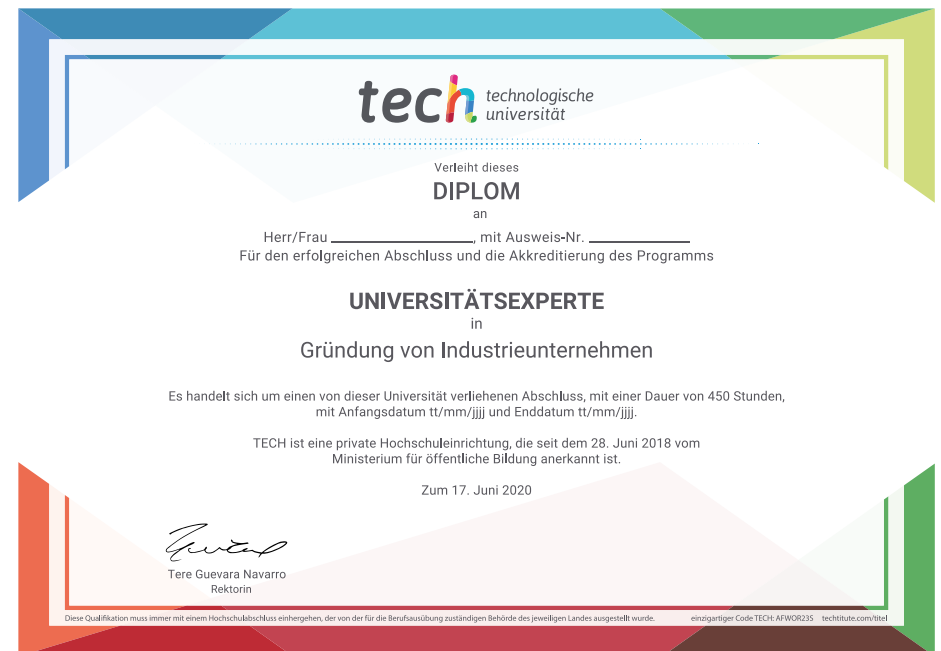 tech technologische
universität
Verleiht dieses
DIPLOM
an
Herr/Frau , mit Ausweis-Nr.
Für den erfolgreichen Abschluss und die Akkreditierung des Programms
UNIVERSITÄTSEXPERTE
in
Gründung von Industrieunternehmen
Es handelt sich um einen von dieser Universität verliehenen Abschluss, mit einer Dauer von 450 Stunden,
mit Anfangsdatum tt/mm/jjjj und Enddatum tt/mm/jjjj.
TECH ist eine private Hochschuleinrichtung, die seit dem 28. Juni 2018 vom
Ministerium für öffentliche Bildung anerkannt ist.
Zum 17. Juni 2020
Tere Guevara Navarro
Rektorin
Diese Qualifikation muss immer mit einem Hochschulabschluss einhergehen, der von der für die Berufsausübung zuständigen Behörde des jeweiligen Landes ausgestellt wurde. einzigartiger Code TECH: AFWOR23S techtitute.com/titel